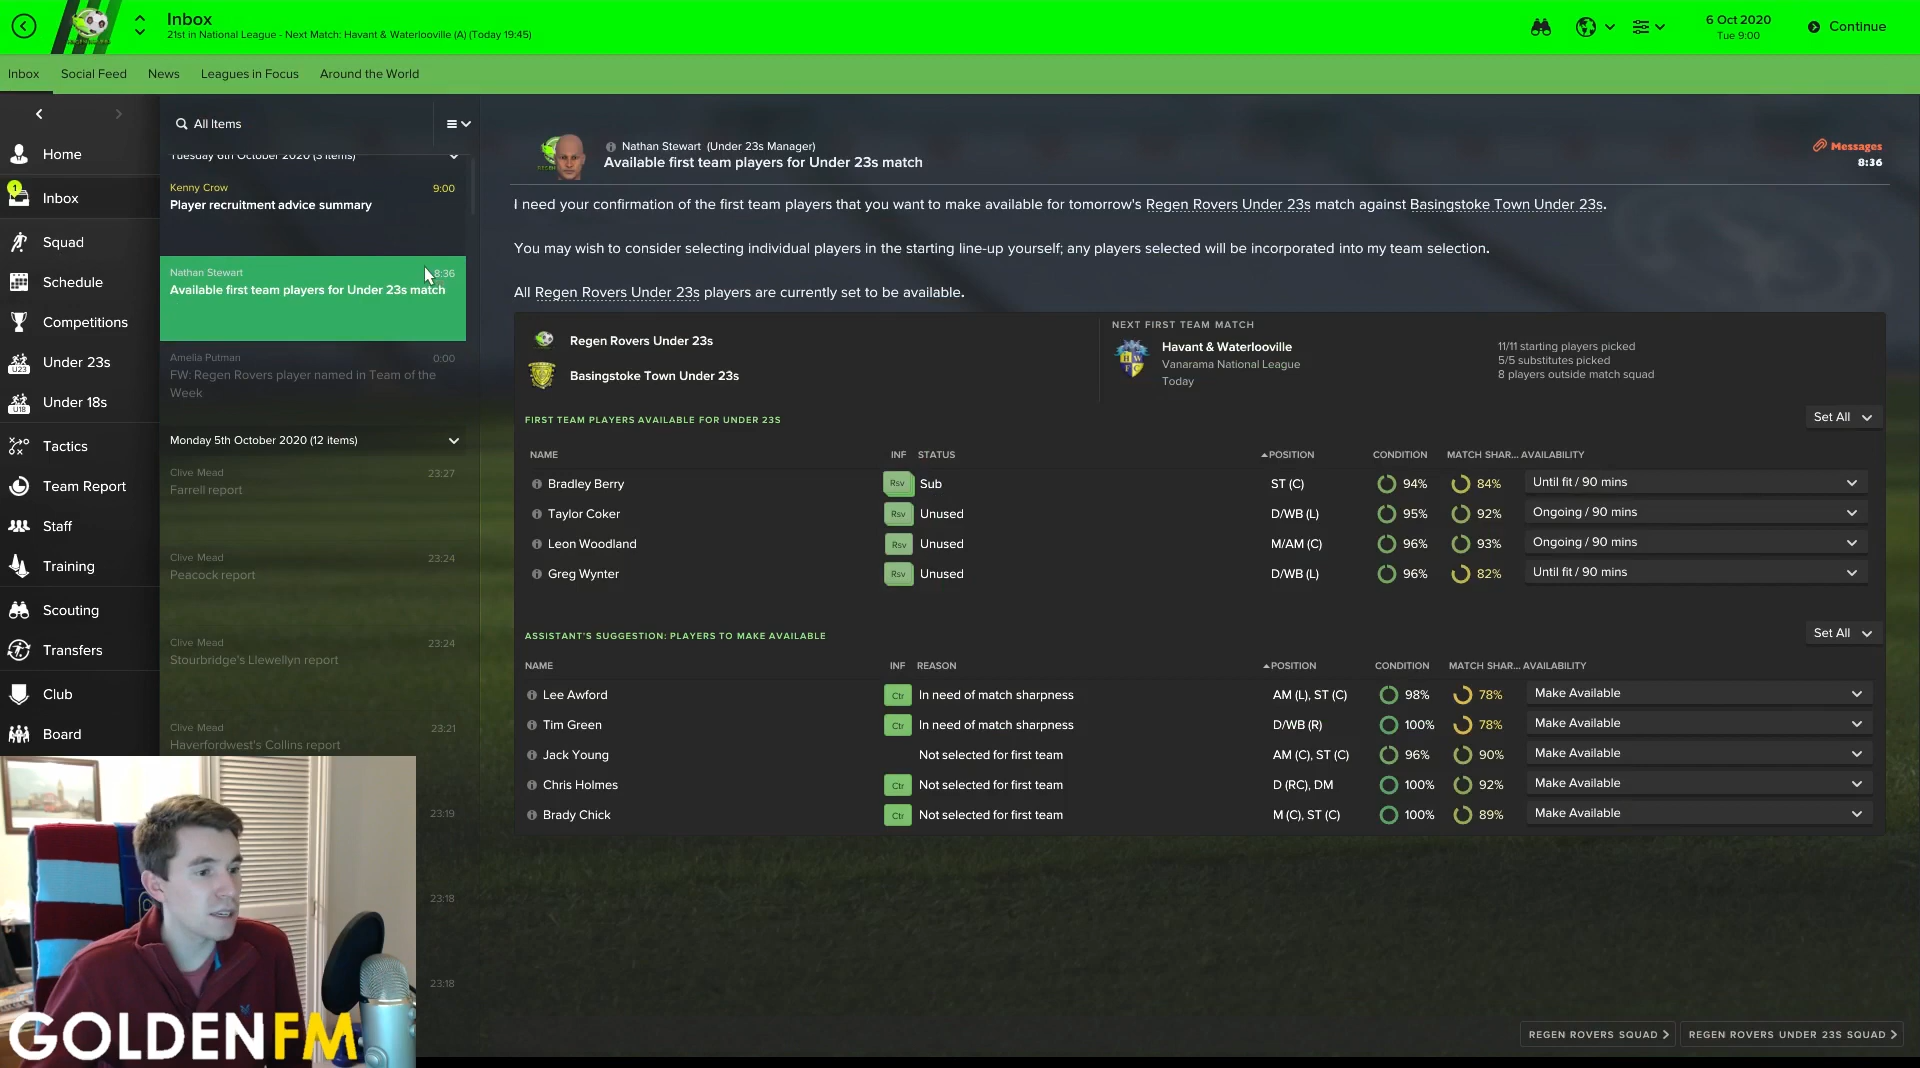 Inbox
21st in National League - Next Match: Havant & Waterlooville (A) (Today 19:45)
6 Oct 2020
Tue 9:00
Continue
Inbox
Social Feed
News
Leagues in Focus
Around the World
Home
1
Inbox
Squad
Schedule
Competitions
U23
Under 23s
U18
Under 18s
Tactics
Team Report
Staff
Training
Scouting
Transfers
Club
Board
All Items
Tuesday 6th October 2020 (3 items)
Kenny Crow 9:00
Player recruitment advice summary
Nathan Stewart 8:36
Available first team players for Under 23s match
Amelia Putman 0:00
FW: Regen Rovers player named in Team of the
Week
Monday 5th October 2020 (12 items)
Clive Mead 23:27
Farrell report
Clive Mead 23:24
Peacock report
Clive Mead 23:24
Stourbridge's Llewellyn report
Clive Mead 23:21
Haverfordwest's Collins report
23:19
23:18
23:18
Nathan Stewart (Under 23s Manager)
Available first team players for Under 23s match
Messages
8:36
I need your confirmation of the first team players that you want to make available for tomorrow's Regen Rovers Under 23s match against Basingstoke Town Under 23s.
You may wish to consider selecting individual players in the starting line-up yourself; any players selected will be incorporated into my team selection.
All Regen Rovers Under 23s players are currently set to be available.
Regen Rovers Under 23s
Basingstoke Town Under 23s
NEXT FIRST TEAM MATCH
Havant & Waterlooville
Vanarama National League
Today
11/11 starting players picked
5/5 substitutes picked
8 players outside match squad
FIRST TEAM PLAYERS AVAILABLE FOR UNDER 23S
Set All
NAME INF STATUS POSITION CONDITION MATCH SHAR... AVAILABILITY
Bradley Berry Rsv Sub ST (C) 94% 84% Until fit / 90 mins
Taylor Coker Rsv Unused D/WB (L) 95% 92% Ongoing / 90 mins
Leon Woodland Rsv Unused M/AM (C) 96% 93% Ongoing / 90 mins
Greg Wynter Rsv Unused D/WB (L) 96% 82% Until fit / 90 mins
ASSISTANT'S SUGGESTION: PLAYERS TO MAKE AVAILABLE
Set All
NAME INF REASON POSITION CONDITION MATCH SHAR... AVAILABILITY
Lee Awford Ctr In need of match sharpness AM (L), ST (C) 98% 78% Make Available
Tim Green Ctr In need of match sharpness D/WB (R) 100% 78% Make Available
Jack Young Not selected for first team AM (C), ST (C) 96% 90% Make Available
Chris Holmes Ctr Not selected for first team D (RC), DM 100% 92% Make Available
Brady Chick Ctr Not selected for first team M (C), ST (C) 100% 89% Make Available
REGEN ROVERS SQUAD
REGEN ROVERS UNDER 23S SQUAD
GOLDENFM